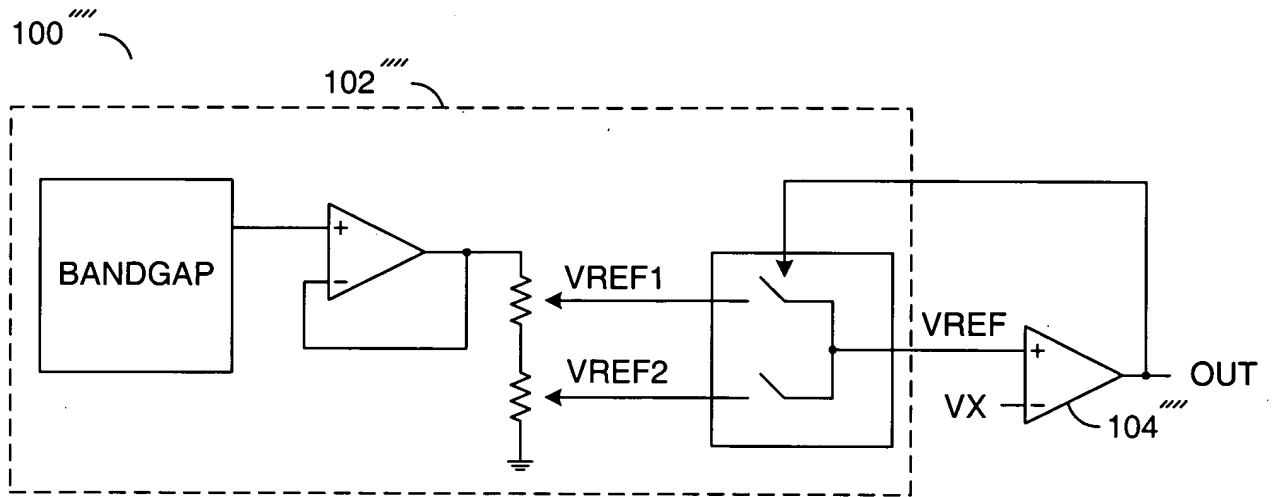 100''''
102''''
BANDGAP
+
−
VREF1
VREF2
VREF
+
VX −
OUT
104''''